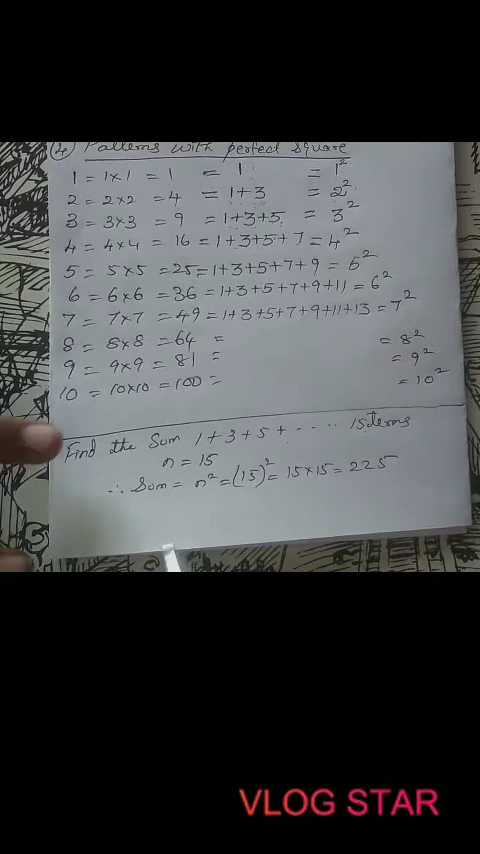 (4) Patterns with perfect square
1 = 1×1 = 1 = 1 = 1²
2 = 2×2 = 4 = 1+3 = 2²
3 = 3×3 = 9 = 1+3+5 = 3²
4 = 4×4 = 16 = 1+3+5+7 = 4²
5 = 5×5 = 25 = 1+3+5+7+9 = 5²
6 = 6×6 = 36 = 1+3+5+7+9+11 = 6²
7 = 7×7 = 49 = 1+3+5+7+9+11+13 = 7²
8 = 8×8 = 64 = = 8²
9 = 9×9 = 81 = = 9²
10 = 10×10 = 100 = = 10²
Find the Sum 1+3+5+ ----- 15 terms
n = 15
∴ Sum = n² = (15)² = 15×15 = 225
VLOG STAR